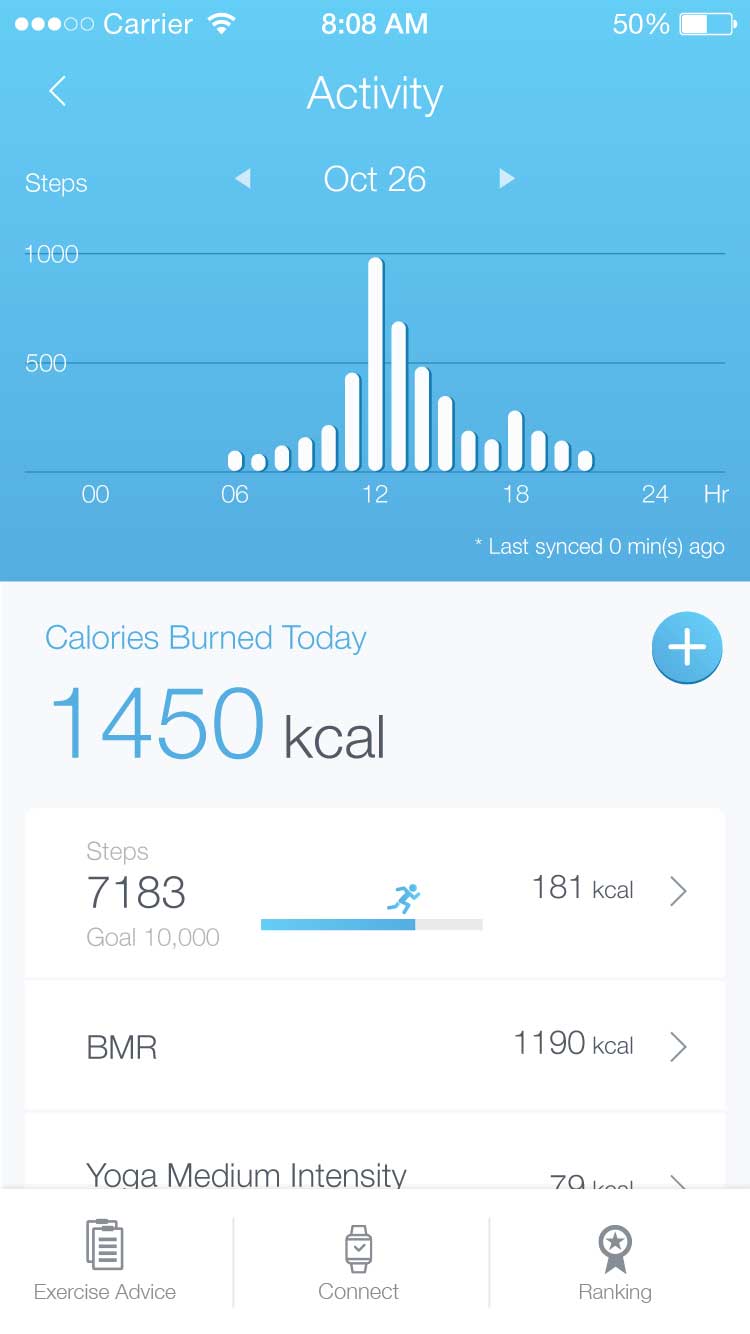 Carrier 8:08 AM 50%
Activity
Steps Oct 26
1000
500
00 06 12 18 24 Hr
* Last synced 0 min(s) ago
Calories Burned Today
1450 kcal
Steps
7183
Goal 10,000
181 kcal
BMR 1190 kcal
Yoga Medium Intensity 79 kcal
Exercise Advice Connect Ranking